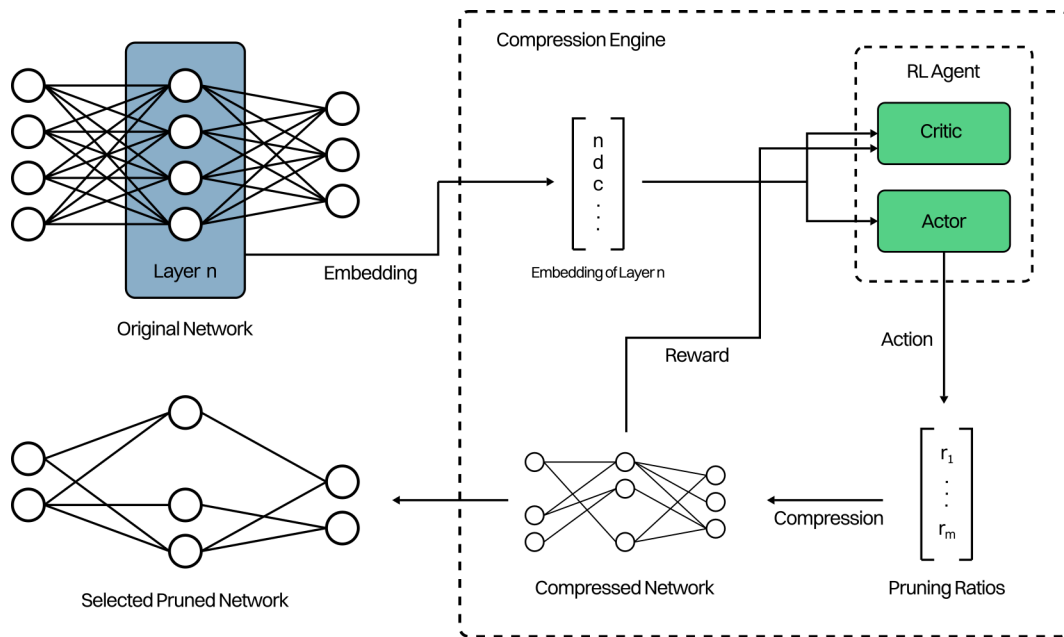 Compression Engine
RL Agent
Critic
Actor
n
d
c
.
.
.
Layer n
Embedding
Embedding of Layer n
Original Network
Reward
Action
r1
.
.
.
rm
Compression
Compressed Network
Pruning Ratios
Selected Pruned Network